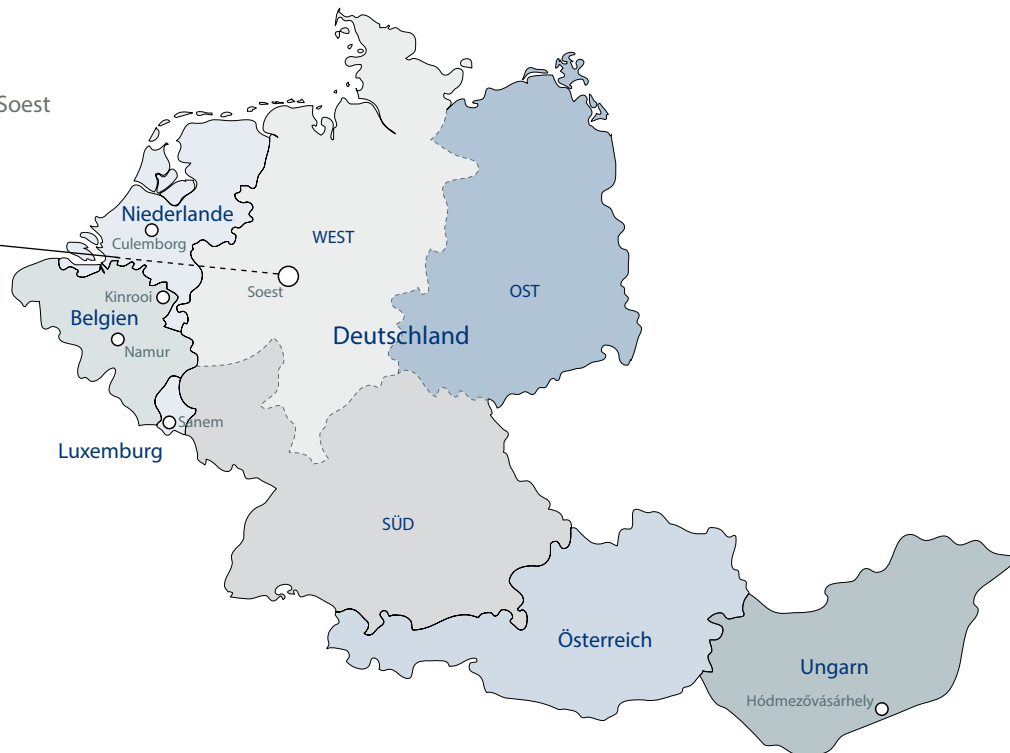 Soest
Niederlande
Culemborg
WEST
Soest
OST
Kinrooi
Belgien
Deutschland
Namur
Sanem
Luxemburg
SÜD
Österreich
Ungarn
Hódmezővásárhely